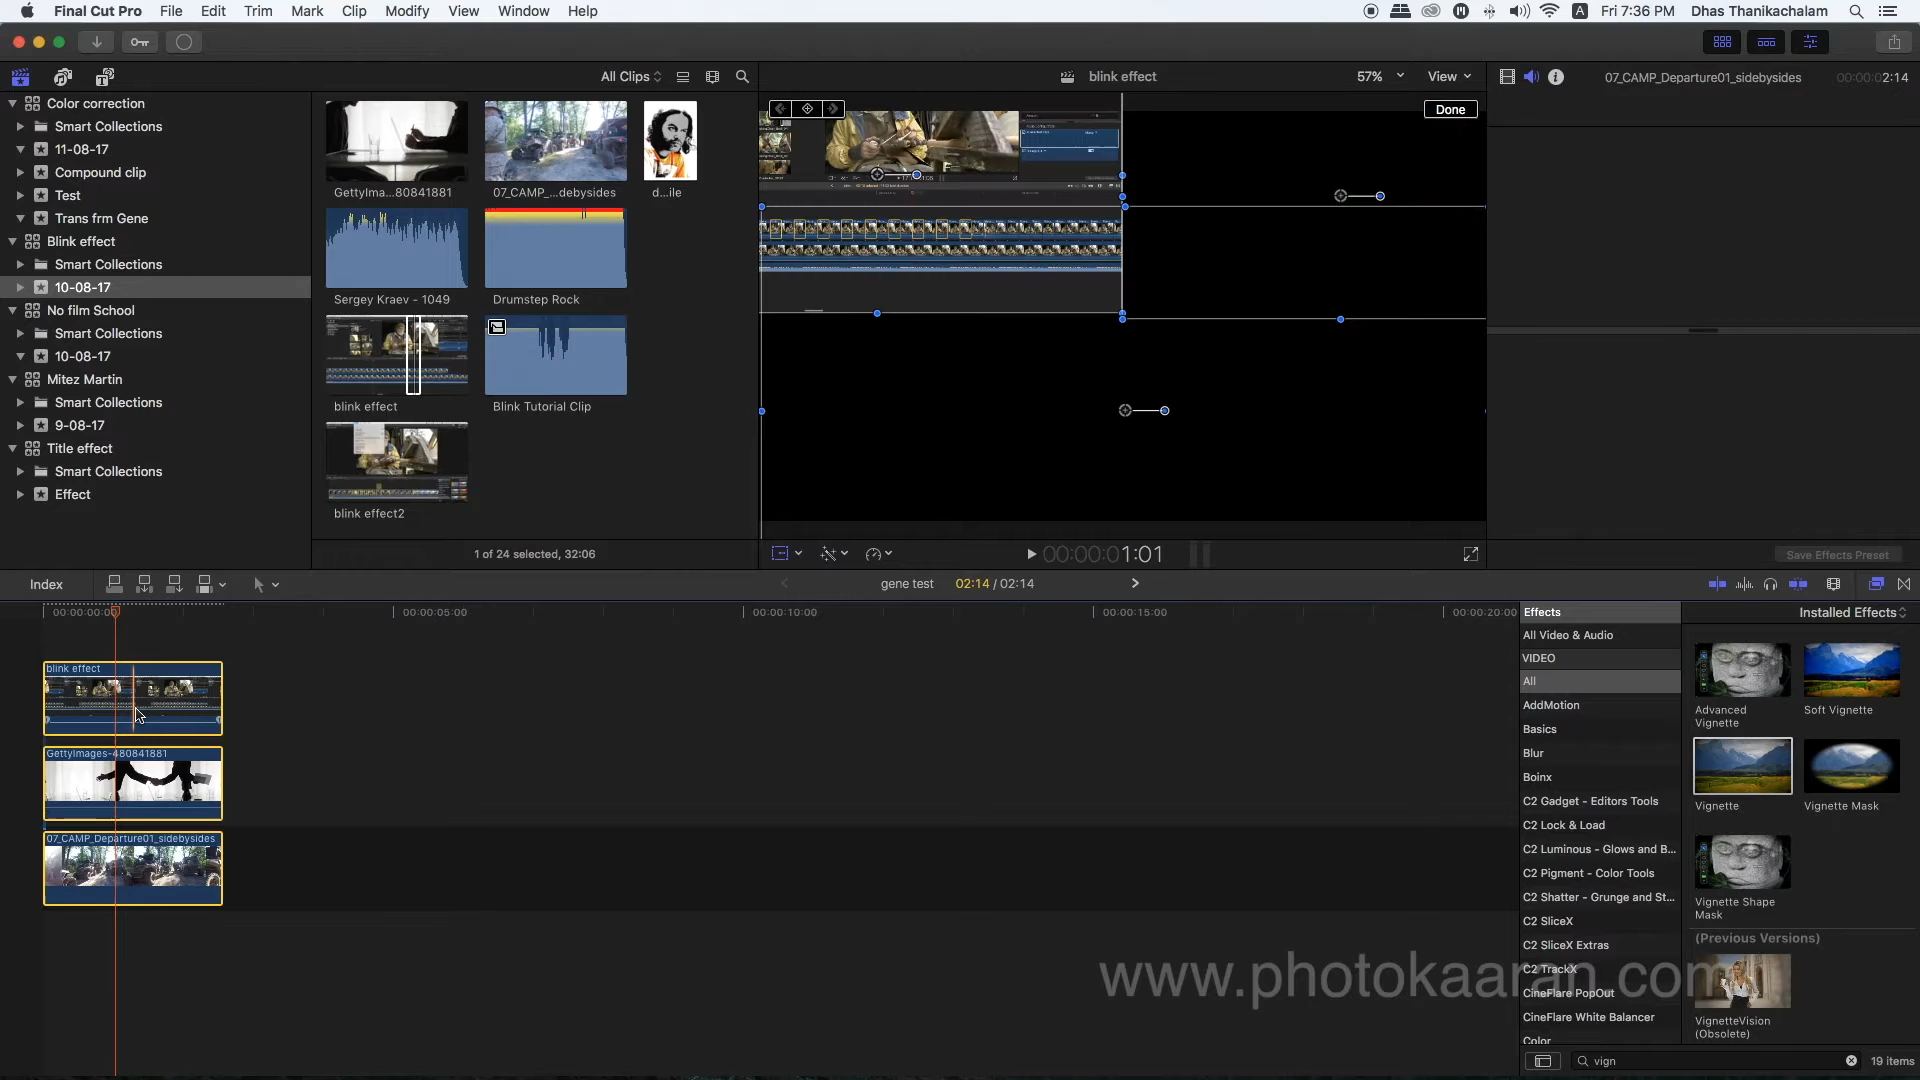 Final Cut Pro File Edit Trim Mark Clip Modify View Window Help
Fri 7:36 PM Dhas Thanikachalam
All Clips
blink effect
57%
View
07_CAMP_Departure01_sidebysides
00:00:02:14
Color correction
Smart Collections
11-08-17
Compound clip
Test
Trans frm Gene
Blink effect
Smart Collections
10-08-17
No film School
Smart Collections
10-08-17
Mitez Martin
Smart Collections
9-08-17
Title effect
Smart Collections
Effect
GettyIma...80841881
07_CAMP_...debysides
d...ile
Sergey Kraev - 1049
Drumstep Rock
blink effect
Blink Tutorial Clip
blink effect2
1 of 24 selected, 32:06
Done
00:00:01:01
Save Effects Preset
Index
gene test
02:14 / 02:14
00:00:00:00
00:00:05:00
00:00:10:00
00:00:15:00
00:00:20:00
blink effect
GettyImages-480841881
07_CAMP_Departure01_sidebysides
Effects
Installed Effects
All Video & Audio
VIDEO
All
AddMotion
Basics
Blur
Boinx
C2 Gadget - Editors Tools
C2 Lock & Load
C2 Luminous - Glows and B...
C2 Pigment - Color Tools
C2 Shatter - Grunge and St...
C2 SliceX
C2 SliceX Extras
C2 TrackX
CineFlare PopOut
CineFlare White Balancer
Color
Advanced
Vignette
Soft Vignette
Vignette
Vignette Mask
Vignette Shape
Mask
(Previous Versions)
VignetteVision
(Obsolete)
vign
19 items
www.photokaaran.com